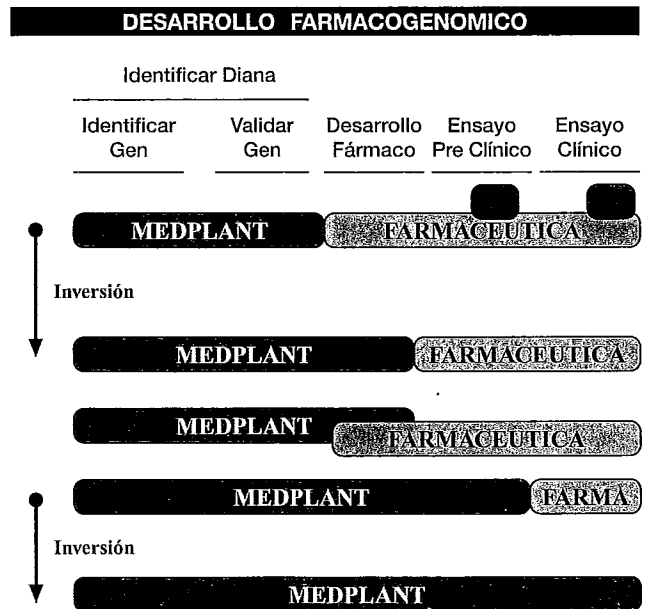 DESARROLLO FARMACOGENOMICO
Identificar Diana
Identificar Gen
Validar Gen
Desarrollo Fármaco
Ensayo Pre Clínico
Ensayo Clínico
MEDPLANT
FARMACEUTICA
Inversión
MEDPLANT
FARMACEUTICA
MEDPLANT
FARMACEUTICA
MEDPLANT
FARMA
Inversión
MEDPLANT